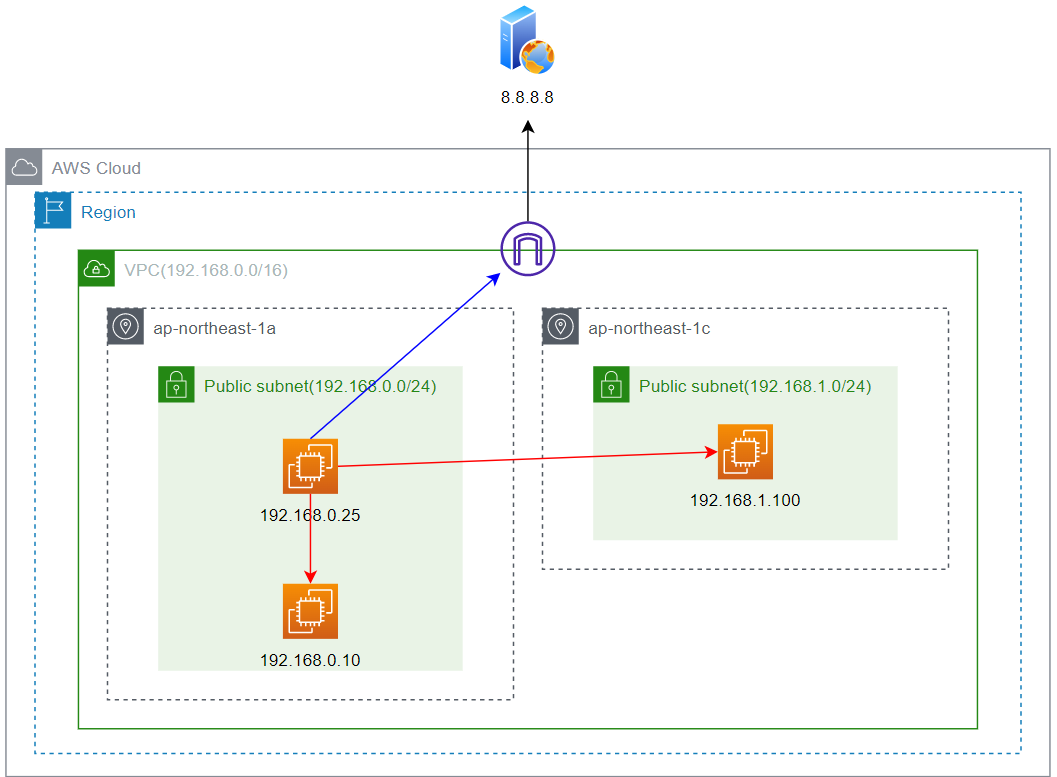 8.8.8.8
AWS Cloud
Region
VPC(192.168.0.0/16)
ap-northeast-1a
ap-northeast-1c
Public subnet(192.168.0.0/24)
Public subnet(192.168.1.0/24)
192.168.0.25
192.168.1.100
192.168.0.10